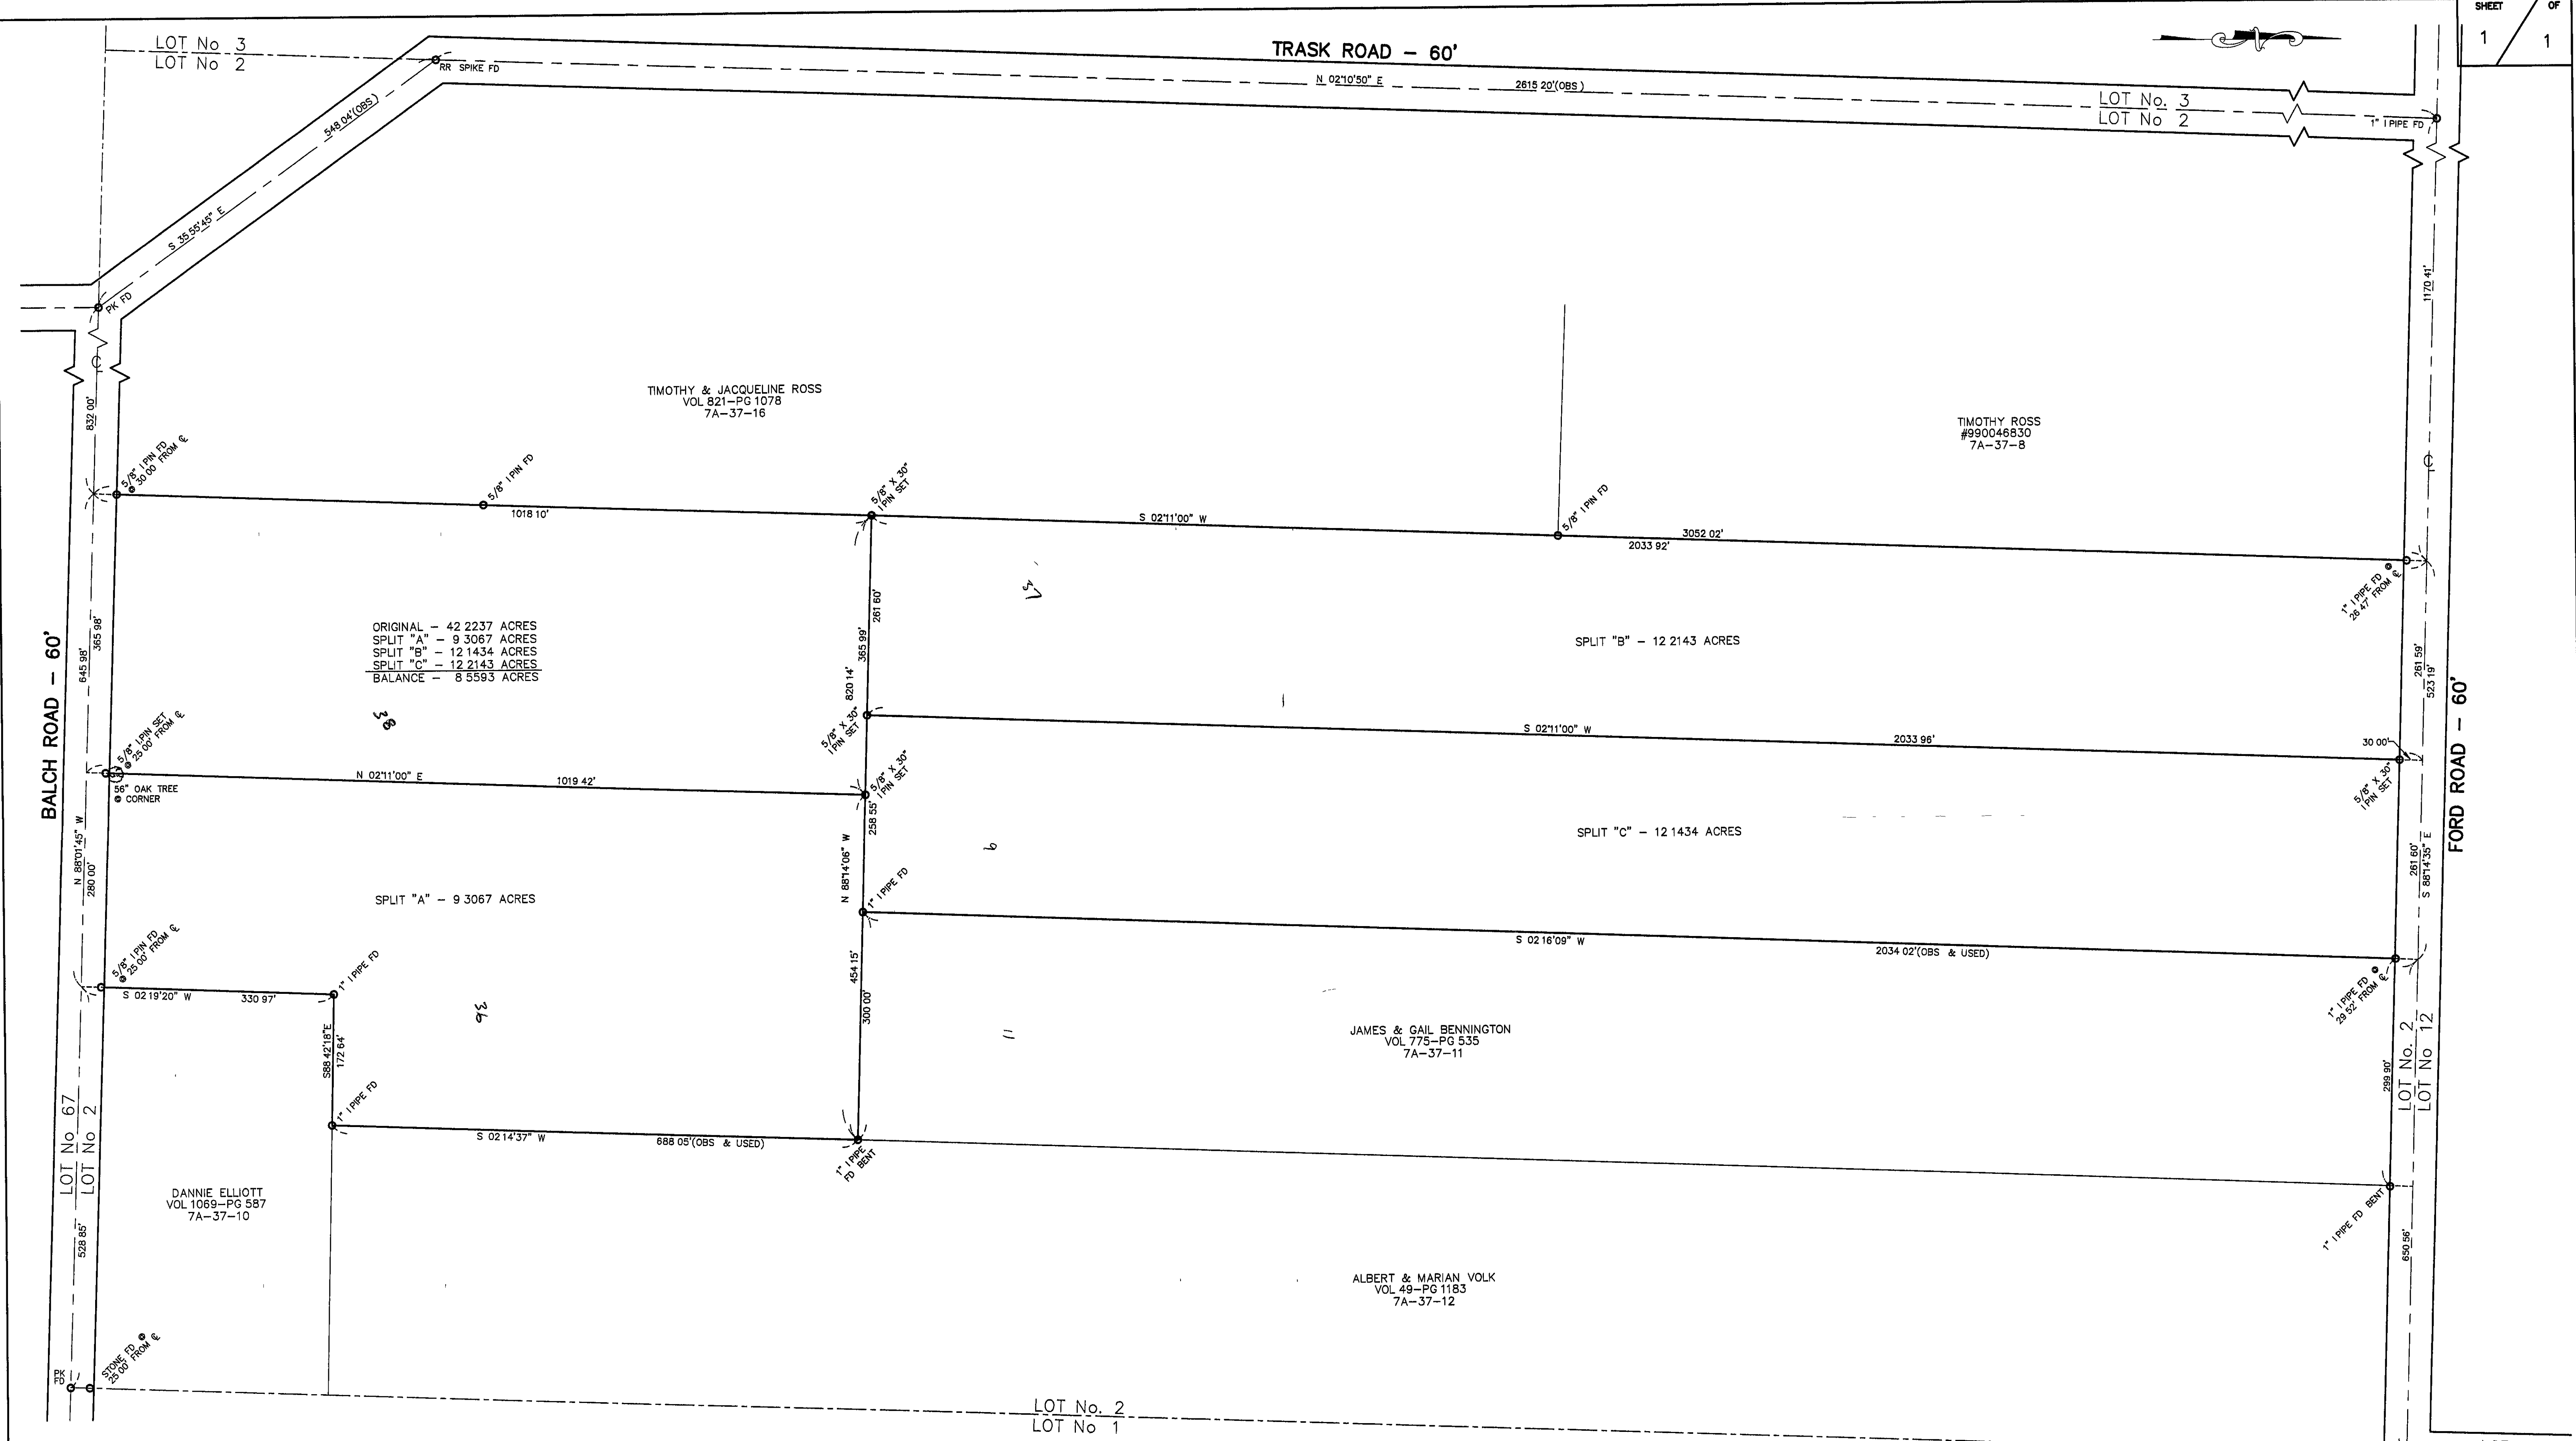 SHEET 1 OF 1
LOT No 3
LOT No 2
TRASK ROAD - 60'
RR SPIKE FD
N 02°10'50" E
2615 20'(OBS )
LOT No. 3
LOT No 2
1" I PIPE FD
548 04'(OBS)
S 35 55'45" E
PK FD
℄
832 00'
1170 41'
℄
TIMOTHY & JACQUELINE ROSS
VOL 821-PG 1078
7A-37-16
TIMOTHY ROSS
#990046830
7A-37-8
5/8" I PIN FD
@ 30 00 FROM ℄
5/8" I PIN FD
1018 10'
5/8" X 30"
I PIN SET
S 02°11'00" W
5/8" I PIN FD
3052 02'
2033 92'
1" I PIPE FD @
26 47' FROM ℄
BALCH ROAD - 60'
645 98'
365 98'
ORIGINAL - 42 2237 ACRES
SPLIT "A" - 9 3067 ACRES
SPLIT "B" - 12 1434 ACRES
SPLIT "C" - 12 2143 ACRES
BALANCE - 8 5593 ACRES
38
261 60'
365 99'
820 14'
37
SPLIT "B" - 12 2143 ACRES
261 59'
523 19'
FORD ROAD - 60'
5/8" I.PIN SET
@ 25 00' FROM ℄
56" OAK TREE
@ CORNER
N 02°11'00" E
1019 42'
5/8" X 30"
I PIN SET
5/8" X 30"
I PIN SET
S 02°11'00" W
2033 96'
30 00'
5/8" X 30"
I PIN SET
258 55'
N 88°01'45" W
280 00'
SPLIT "A" - 9 3067 ACRES
N 88°14'06" W
9
SPLIT "C" - 12 1434 ACRES
261 60'
S 88°14'35" E
5/8" I PIN FD
@ 25 00' FROM ℄
S 02 19'20" W
330 97'
1" I PIPE FD
1" I PIPE FD
S 02 16'09" W
2034 02'(OBS & USED)
1" I PIPE FD @
29 52' FROM ℄
454 15'
300 00'
36
11
S88 42'18"E
172 64'
JAMES & GAIL BENNINGTON
VOL 775-PG 535
7A-37-11
299 90'
LOT No. 2
LOT No 12
LOT No 67
LOT No 2
1" I PIPE FD
S 02 14'37" W
688 05'(OBS & USED)
1" I PIPE
FD BENT
1" I PIPE FD BENT
DANNIE ELLIOTT
VOL 1069-PG 587
7A-37-10
528 85'
650 56'
ALBERT & MARIAN VOLK
VOL 49-PG 1183
7A-37-12
PK
FD
STONE FD @
25 00' FROM ℄
LOT No. 2
LOT No 1